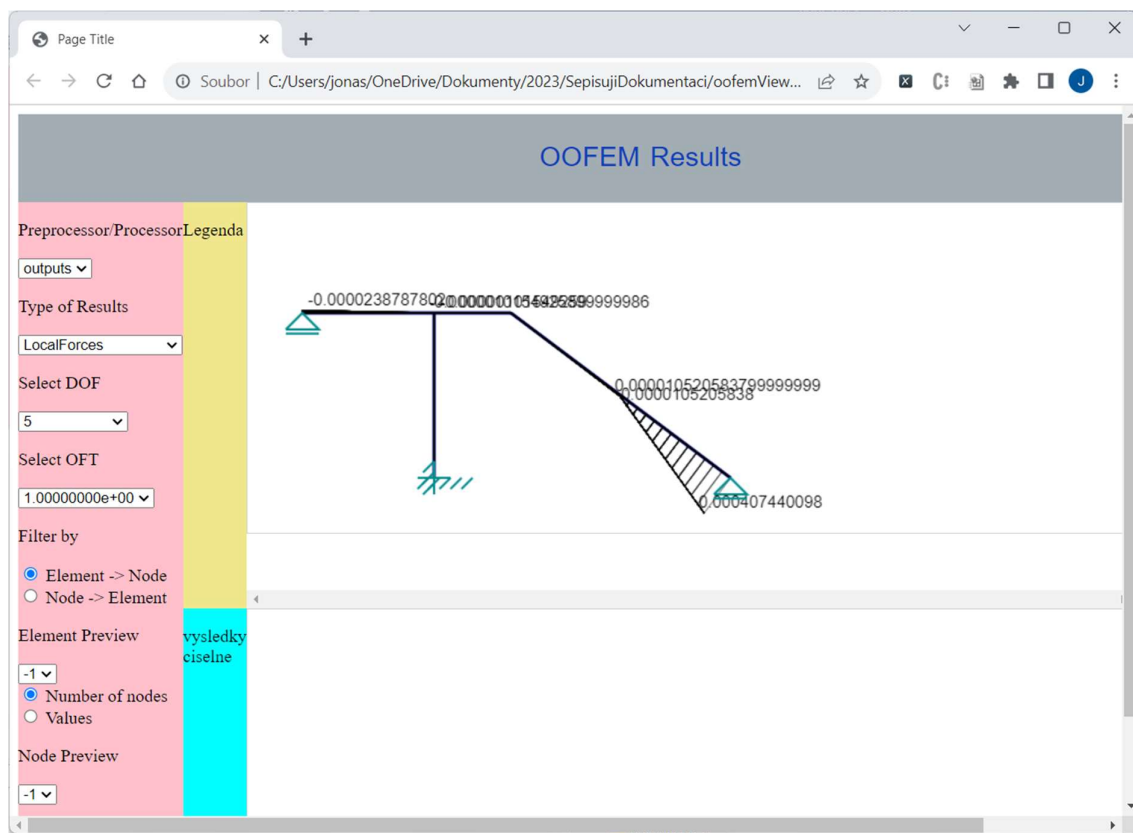 Page Title
Soubor
C:/Users/jonas/OneDrive/Dokumenty/2023/SepisujiDokumentaci/oofemView...
J
OOFEM Results
Preprocessor/Processor
Legenda
outputs
Type of Results
LocalForces
Select DOF
5
Select OFT
1.00000000e+00
Filter by
Element -> Node
Node -> Element
Element Preview
-1
Number of nodes
Values
Node Preview
-1
vysledky
ciselne
-0.0000238787802
0.000010520583799999999
0.0000105205838
0.000407440098